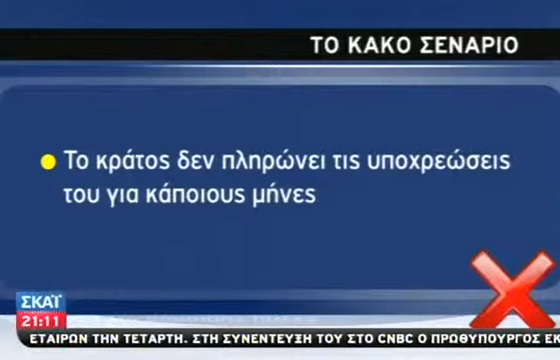 ΤΟ ΚΑΚΟ ΣΕΝΑΡΙΟ
Το κράτος δεν πληρώνει τις υποχρεώσεις
του για κάποιους μήνες
ΣΚΑΪ
21:11
ΕΤΑΙΡΩΝ ΤΗΝ ΤΕΤΑΡΤΗ. ΣΤΗ ΣΥΝΕΝΤΕΥΞΗ ΤΟΥ ΣΤΟ CNBC Ο ΠΡΩΘΥΠΟΥΡΓΟΣ